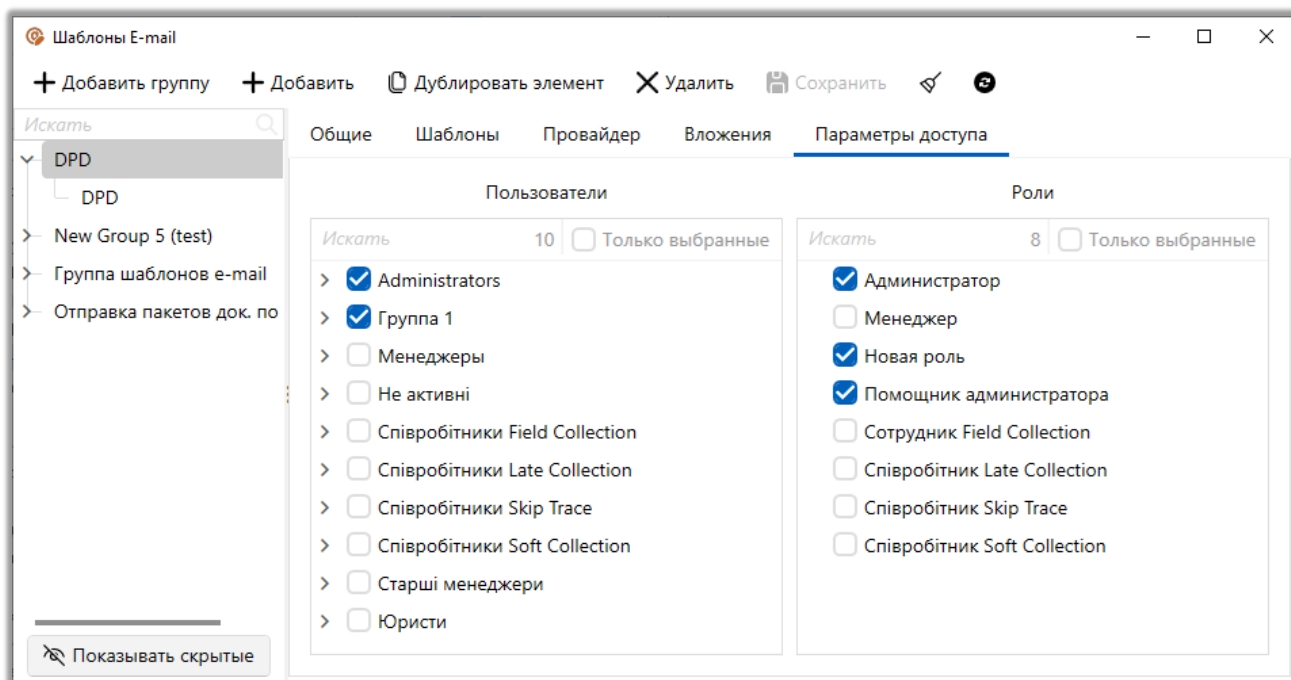 Шаблоны E-mail
Добавить группу Добавить Дублировать элемент Удалить Сохранить
Искать
DPD
DPD
New Group 5 (test)
Группа шаблонов e-mail
Отправка пакетов док. по
Показывать скрытые
Общие Шаблоны Провайдер Вложения Параметры доступа
Пользователи
Искать 10 Только выбранные
Administrators
Группа 1
Менеджеры
Не активні
Співробітники Field Collection
Співробітники Late Collection
Співробітники Skip Trace
Співробітники Soft Collection
Старші менеджери
Юристи
Роли
Искать 8 Только выбранные
Администратор
Менеджер
Новая роль
Помощник администратора
Сотрудник Field Collection
Співробітник Late Collection
Співробітник Skip Trace
Співробітник Soft Collection